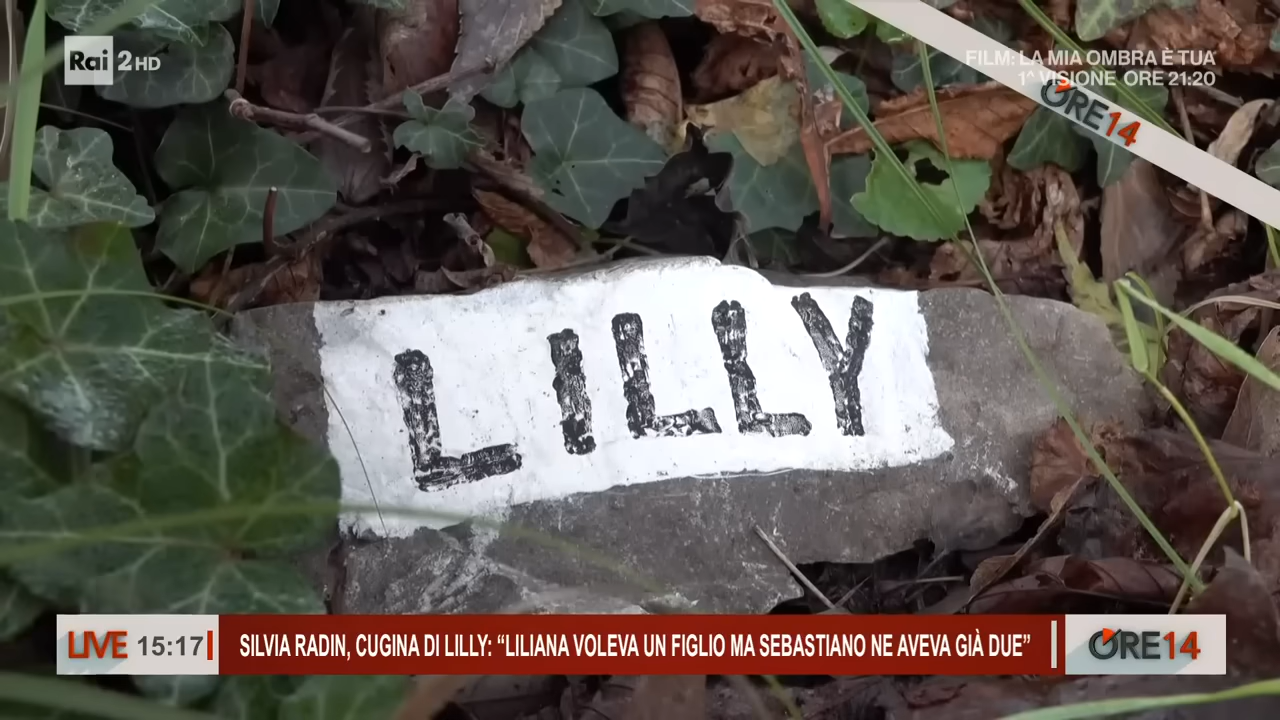 Rai 2HD
FILM: LA MIA OMBRA È TUA
1^ VISIONE ORE 21:20
ORE14
LILLY
LIVE 15:17
SILVIA RADIN, CUGINA DI LILLY: “LILIANA VOLEVA UN FIGLIO MA SEBASTIANO NE AVEVA GIÀ DUE”
ORE14